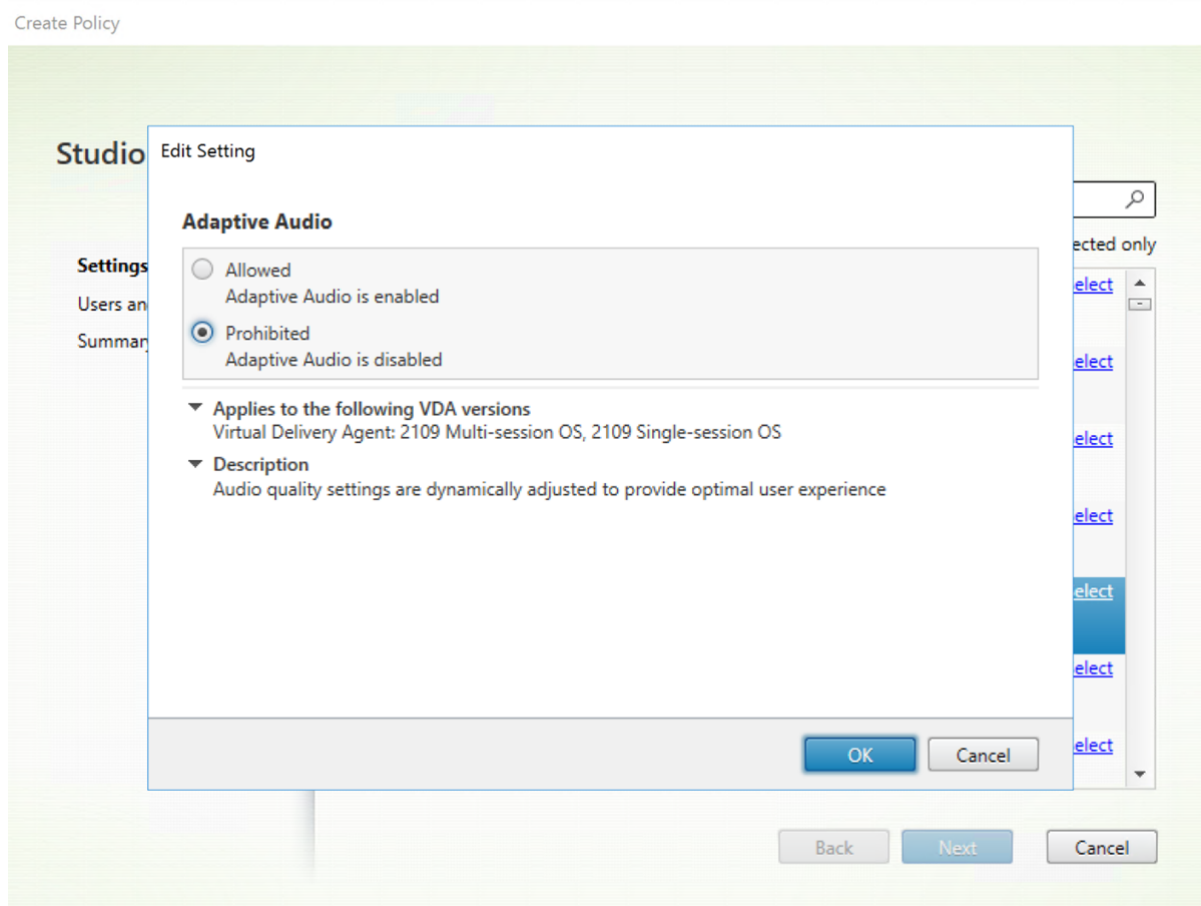 Create Policy
Studio
Edit Setting
Adaptive Audio
Allowed
Adaptive Audio is enabled
Prohibited
Adaptive Audio is disabled
Applies to the following VDA versions
Virtual Delivery Agent: 2109 Multi-session OS, 2109 Single-session OS
Description
Audio quality settings are dynamically adjusted to provide optimal user experience
OK
Cancel
Settings
Users an
Summar
ected only
elect
elect
elect
elect
elect
elect
elect
Back
Next
Cancel